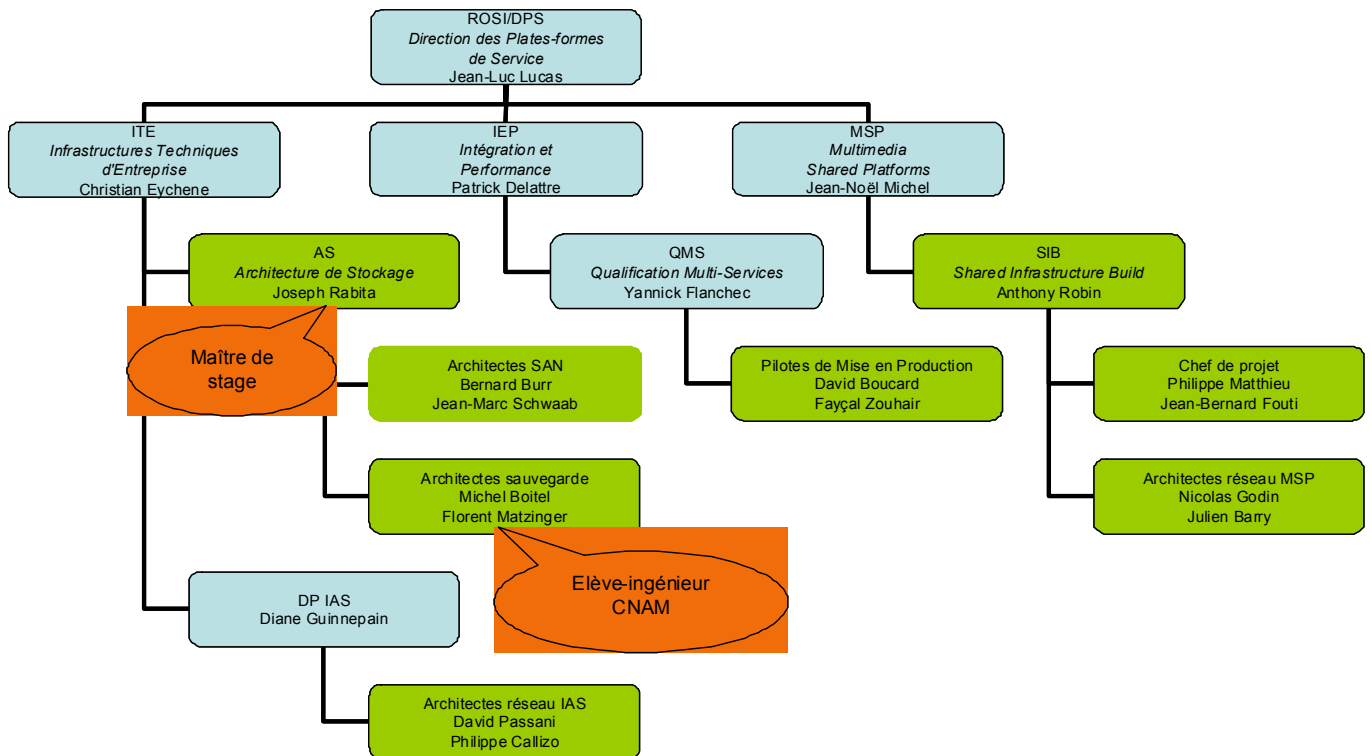 ROSI/DPS
Direction des Plates-formes
de Service
Jean-Luc Lucas
ITE
Infrastructures Techniques
d'Entreprise
Christian Eychene
IEP
Intégration et
Performance
Patrick Delattre
MSP
Multimedia
Shared Platforms
Jean-Noël Michel
AS
Architecture de Stockage
Joseph Rabita
QMS
Qualification Multi-Services
Yannick Flanchec
SIB
Shared Infrastructure Build
Anthony Robin
Maître de
stage
Architectes SAN
Bernard Burr
Jean-Marc Schwaab
Pilotes de Mise en Production
David Boucard
Fayçal Zouhair
Chef de projet
Philippe Matthieu
Jean-Bernard Fouti
Architectes sauvegarde
Michel Boitel
Florent Matzinger
Architectes réseau MSP
Nicolas Godin
Julien Barry
Elève-ingénieur
CNAM
DP IAS
Diane Guinnepain
Architectes réseau IAS
David Passani
Philippe Callizo